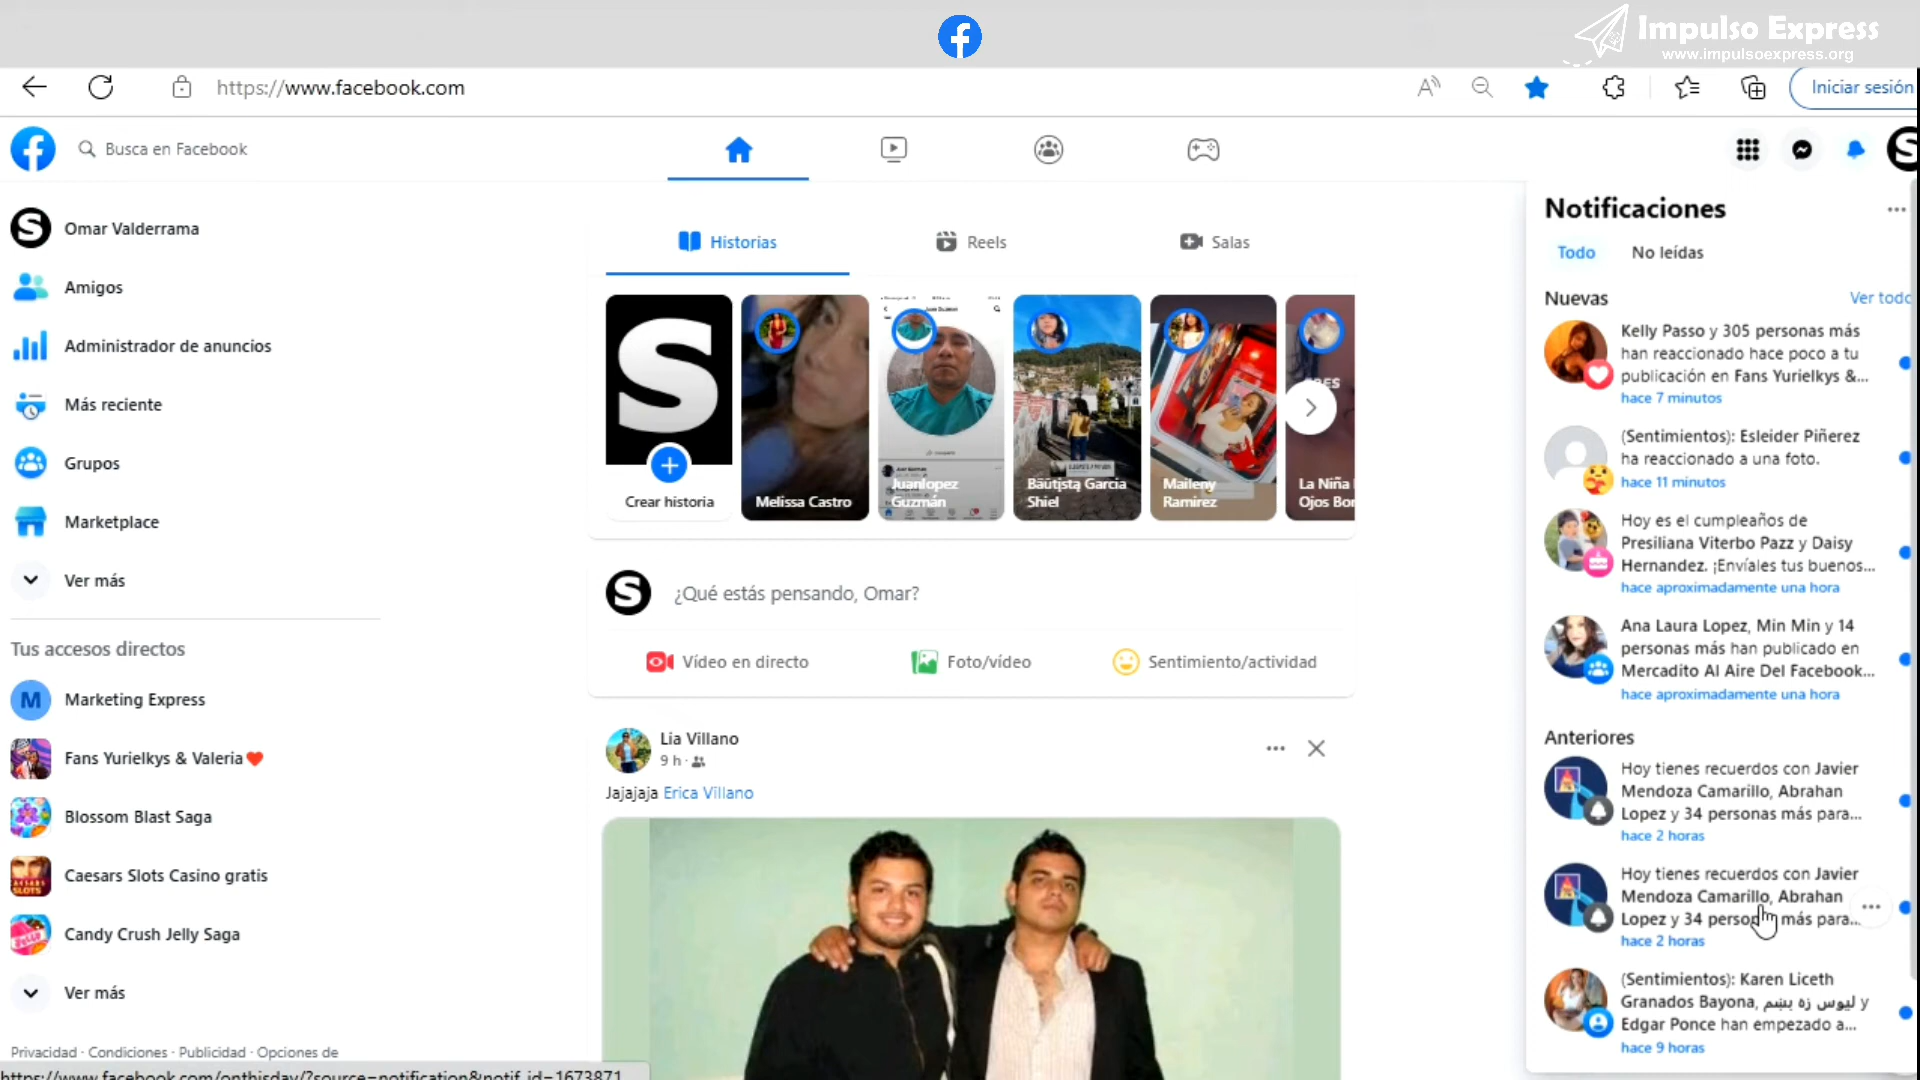 Impulso Express
www.impulsoexpress.org
https://www.facebook.com
Iniciar sesión
Busca en Facebook
Omar Valderrama
Amigos
Administrador de anuncios
Más reciente
Grupos
Marketplace
Ver más
Tus accesos directos
M Marketing Express
Fans Yurielkys & Valeria❤️
Blossom Blast Saga
Caesars Slots Casino gratis
Candy Crush Jelly Saga
Ver más
Privacidad · Condiciones · Publicidad · Opciones de
https://www.facebook.com/onthisday/?source=notification&notif_id=1673871
Historias Reels Salas
Crear historia
Melissa Castro
Juanlopez
Guzmán
Bautista Garcia
Shiel
Maileny
Ramirez
La Niña
Ojos Bor
¿Qué estás pensando, Omar?
Vídeo en directo Foto/vídeo Sentimiento/actividad
Lia Villano
9 h ·
Jajajaja Erica Villano
Notificaciones
Todo No leídas
Nuevas Ver todo
Kelly Passo y 305 personas más
han reaccionado hace poco a tu
publicación en Fans Yurielkys &...
hace 7 minutos
(Sentimientos): Esleider Piñerez
ha reaccionado a una foto.
hace 11 minutos
Hoy es el cumpleaños de
Presiliana Viterbo Pazz y Daisy
Hernandez. ¡Envíales tus buenos...
hace aproximadamente una hora
Ana Laura Lopez, Min Min y 14
personas más han publicado en
Mercadito Al Aire Del Facebook...
hace aproximadamente una hora
Anteriores
Hoy tienes recuerdos con Javier
Mendoza Camarillo, Abrahan
Lopez y 34 personas más para...
hace 2 horas
Hoy tienes recuerdos con Javier
Mendoza Camarillo, Abrahan
Lopez y 34 personas más para...
hace 2 horas
(Sentimientos): Karen Liceth
Granados Bayona, لیوس زه بښم y
Edgar Ponce han empezado a...
hace 9 horas